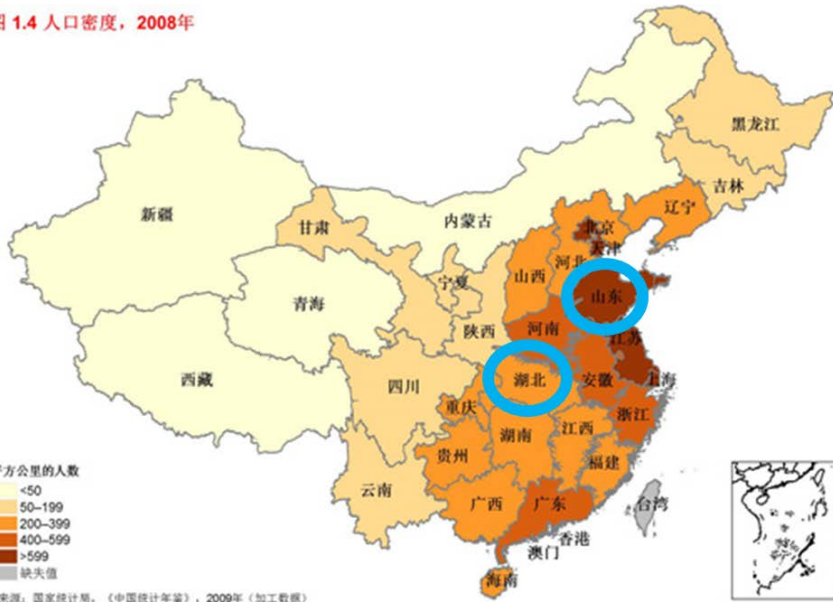 图 1.4 人口密度，2008年
黑龙江
吉林
辽宁
新疆
甘肃
内蒙古
北京
天津
河北
山西
宁夏
青海
山东
陕西
河南
江苏
西藏
四川
湖北
安徽
上海
重庆
浙江
湖南
江西
贵州
福建
云南
广西
广东
台湾
香港
澳门
海南
方公里的人数
<50
50–199
200–399
400–599
>599
缺失值
来源：国家统计局，《中国统计年鉴》，2009年（加工数据）